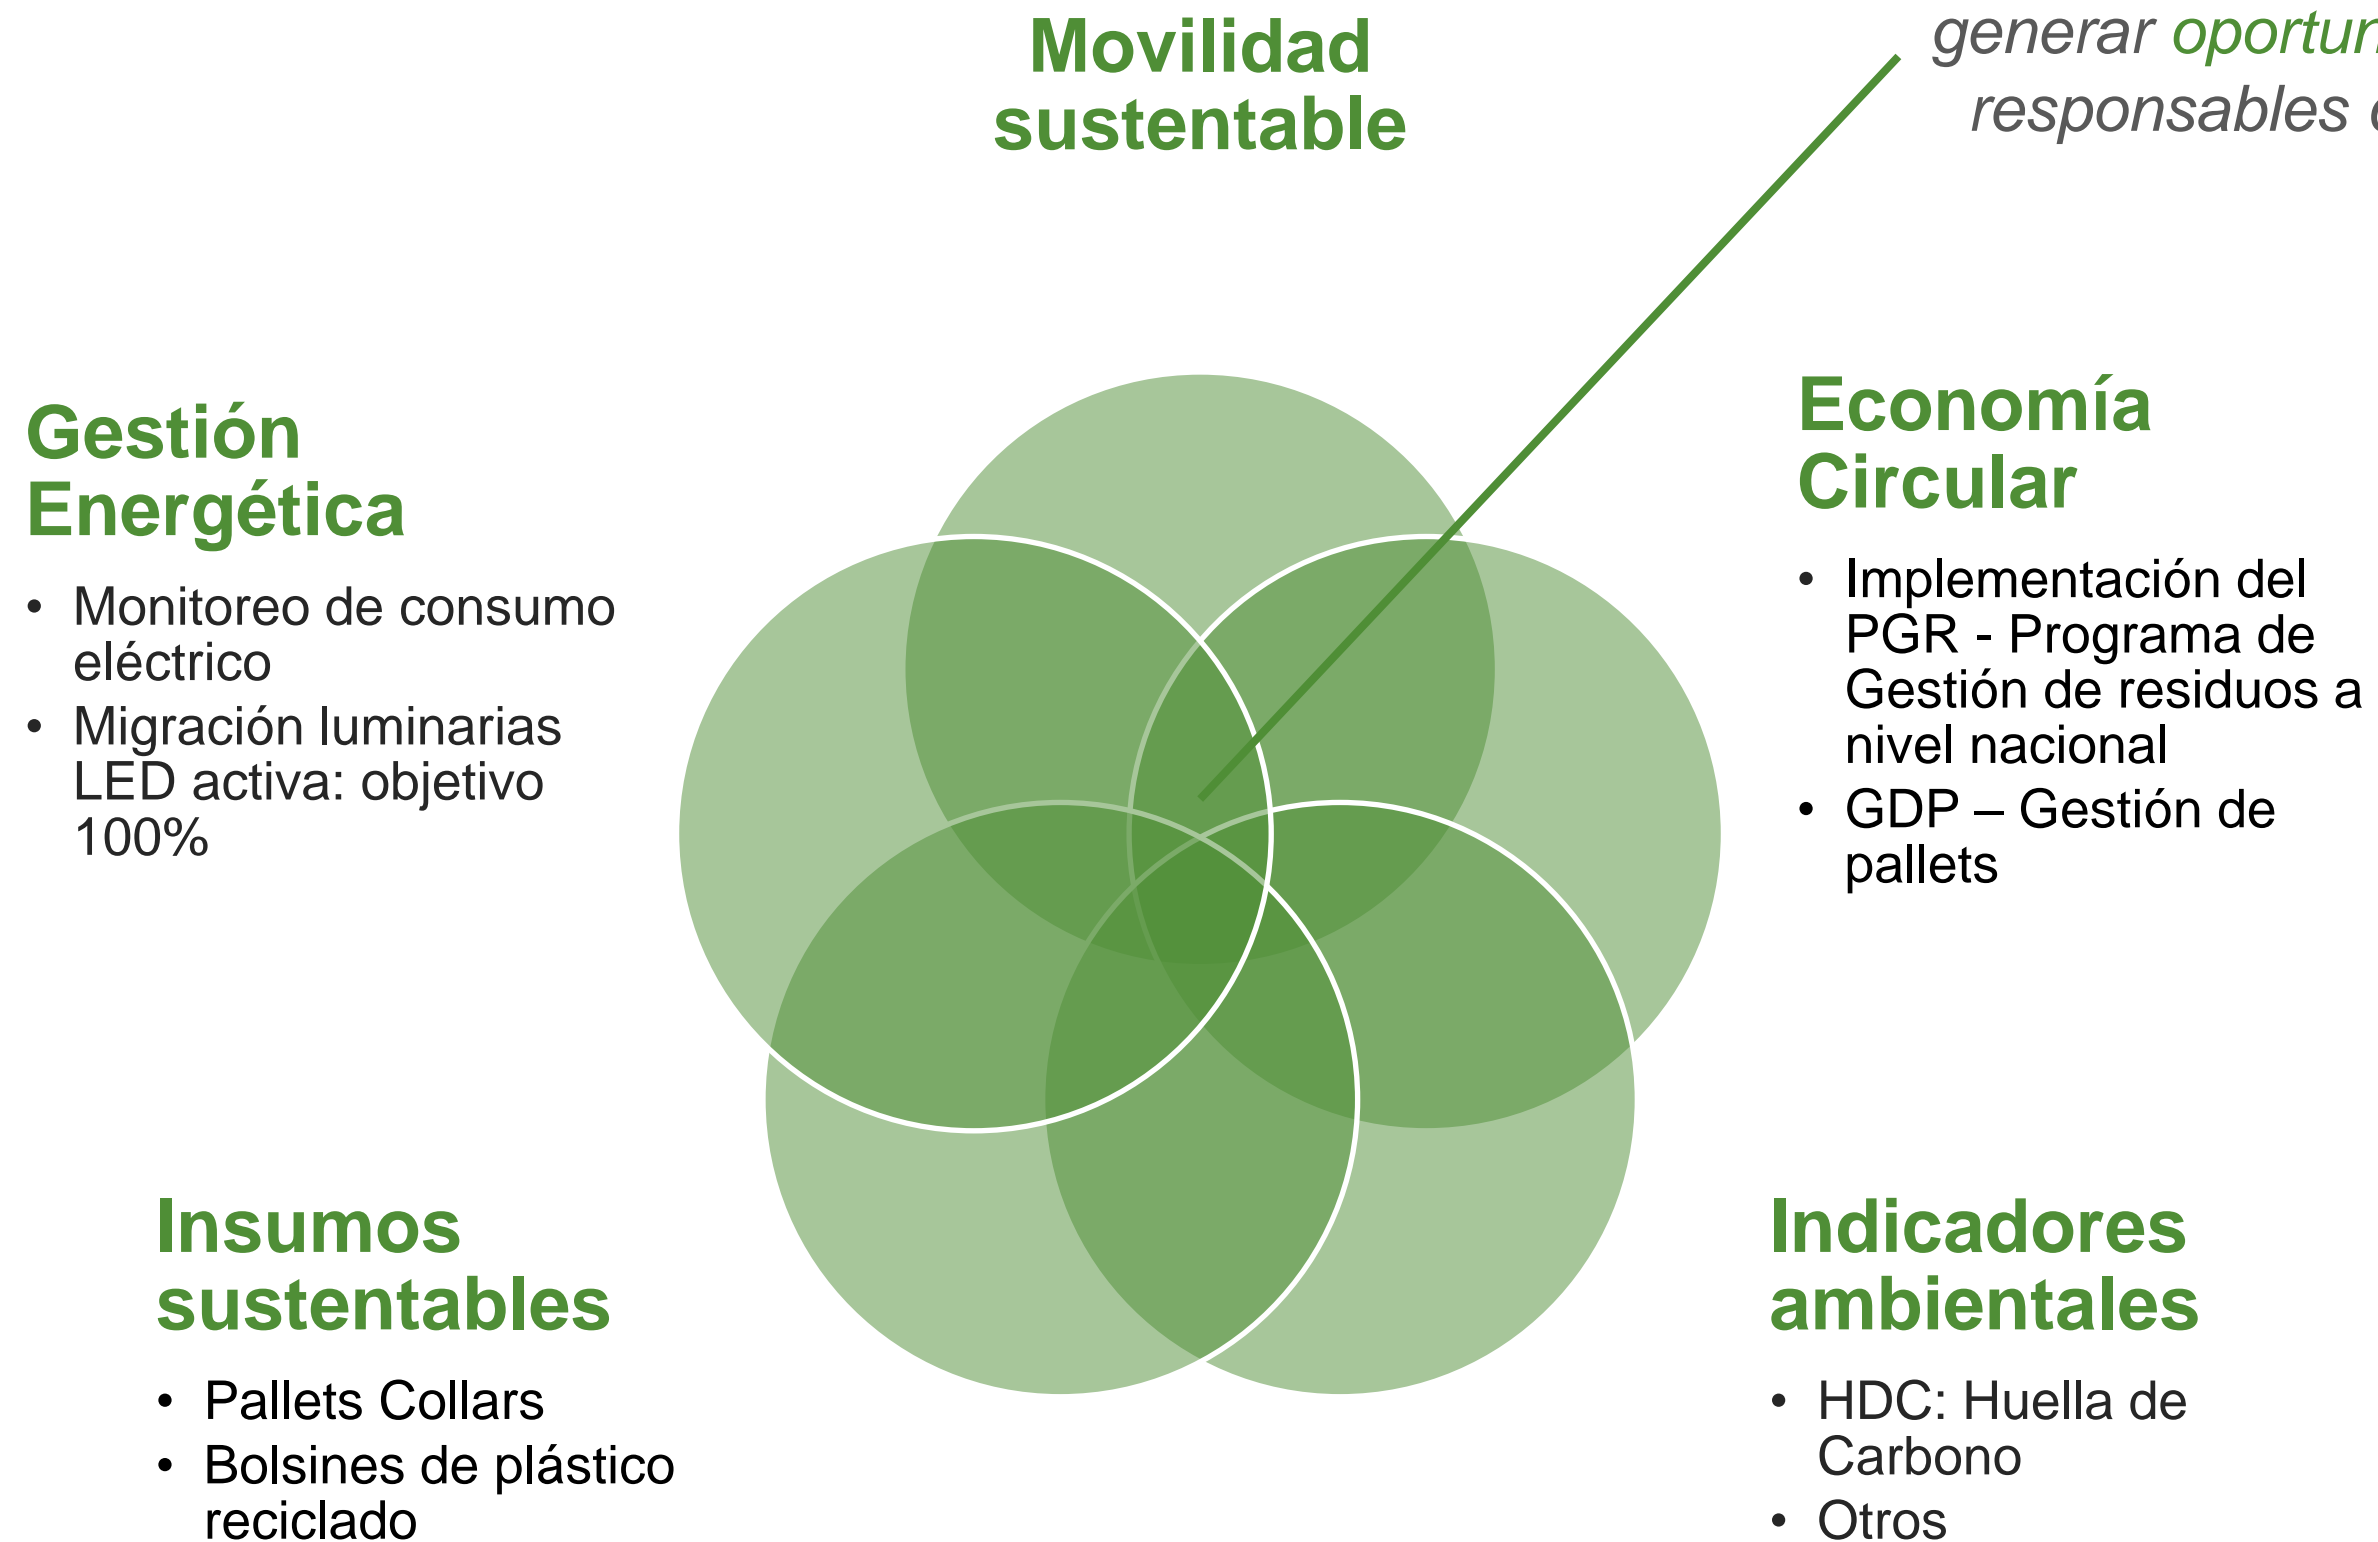 Movilidad
sustentable
generar
responsables
Gestión
Energética
• Monitoreo de consumo
eléctrico
• Migración luminarias
LED activa: objetivo
100%
Economía
Circular
• Implementación del
PGR - Programa de
Gestión de residuos a
nivel nacional
• GDP – Gestión de
pallets
Insumos
sustentables
• Pallets Collars
• Bolsines de plástico
reciclado
Indicadores
ambientales
• HDC: Huella de
Carbono
• Otros